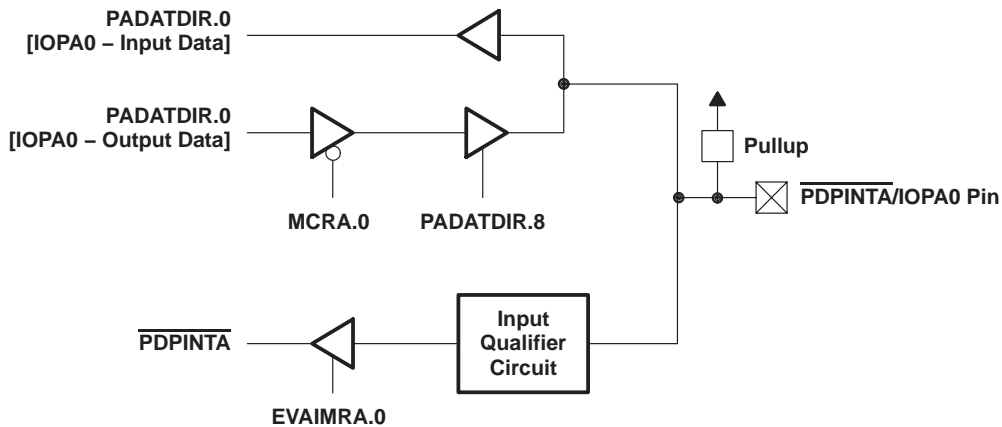 PADATDIR.0
[IOPA0 – Input Data]
PADATDIR.0
[IOPA0 – Output Data]
Pullup
PDPINTA/IOPA0 Pin
MCRA.0
PADATDIR.8
Input
Qualifier
Circuit
PDPINTA
EVAIMRA.0